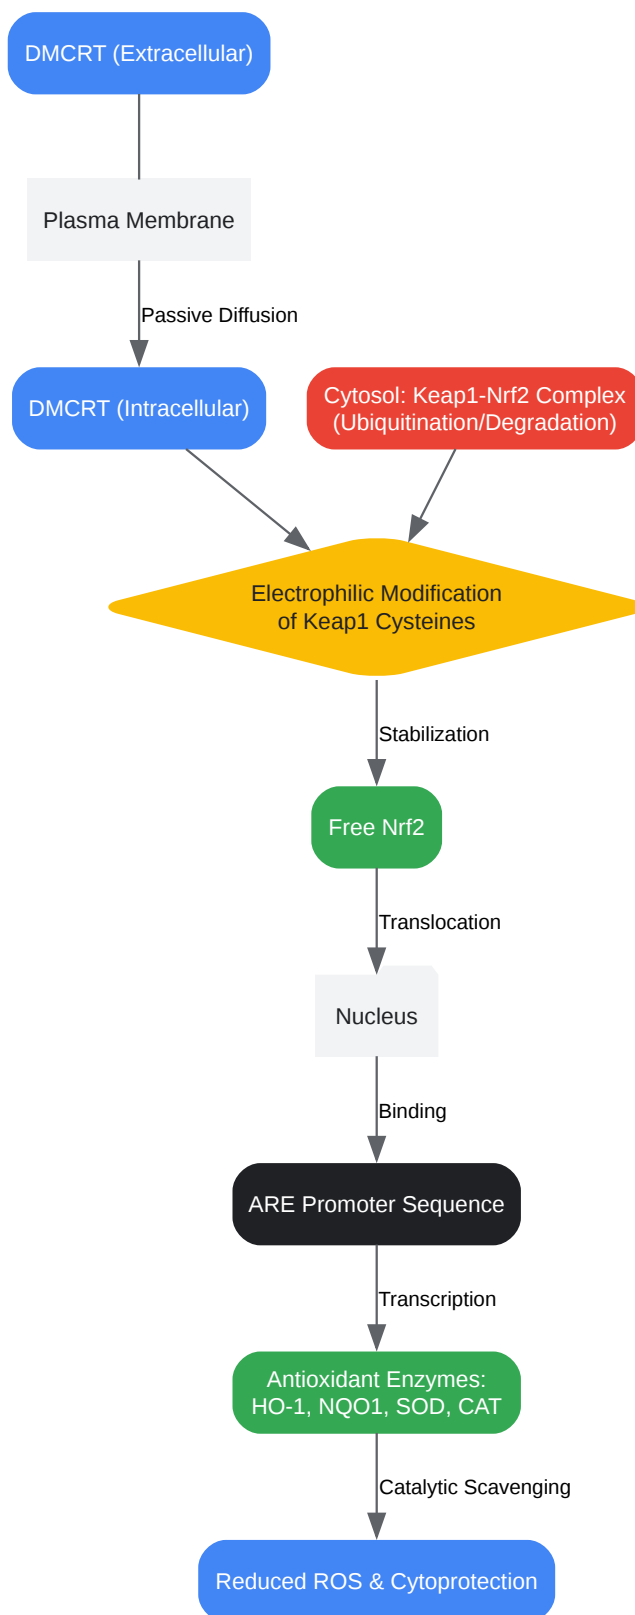 DMCRT (Extracellular)
Plasma Membrane
Passive Diffusion
DMCRT (Intracellular)
Cytosol: Keap1-Nrf2 Complex
(Ubiquitination/Degradation)
Electrophilic Modification
of Keap1 Cysteines
Stabilization
Free Nrf2
Translocation
Nucleus
Binding
ARE Promoter Sequence
Transcription
Antioxidant Enzymes:
HO-1, NQO1, SOD, CAT
Catalytic Scavenging
Reduced ROS & Cytoprotection